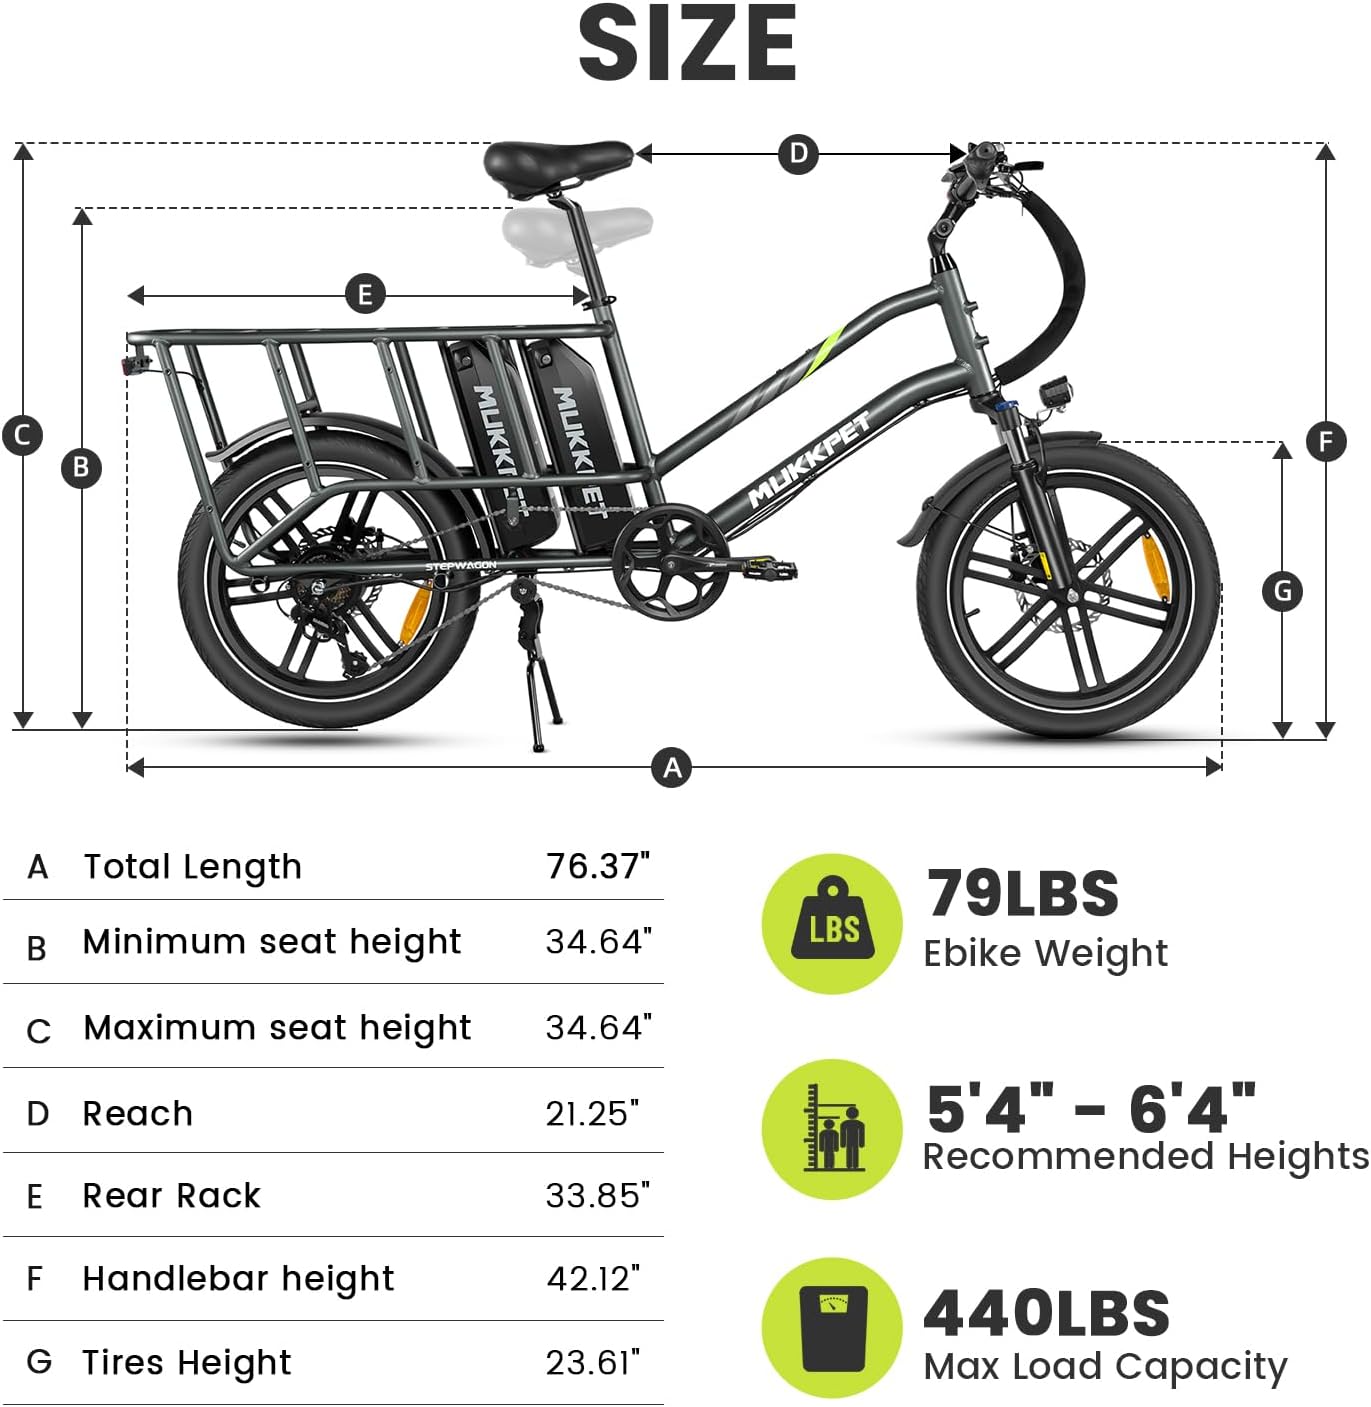 SIZE
D
E
C
B
F
G
A
MUKKPET
MUKKPET
MUKKPET
STEPWAGON
A Total Length 76.37"
B Minimum seat height 34.64"
C Maximum seat height 34.64"
D Reach 21.25"
E Rear Rack 33.85"
F Handlebar height 42.12"
G Tires Height 23.61"
LBS
79LBS
Ebike Weight
5'4" - 6'4"
Recommended Heights
440LBS
Max Load Capacity